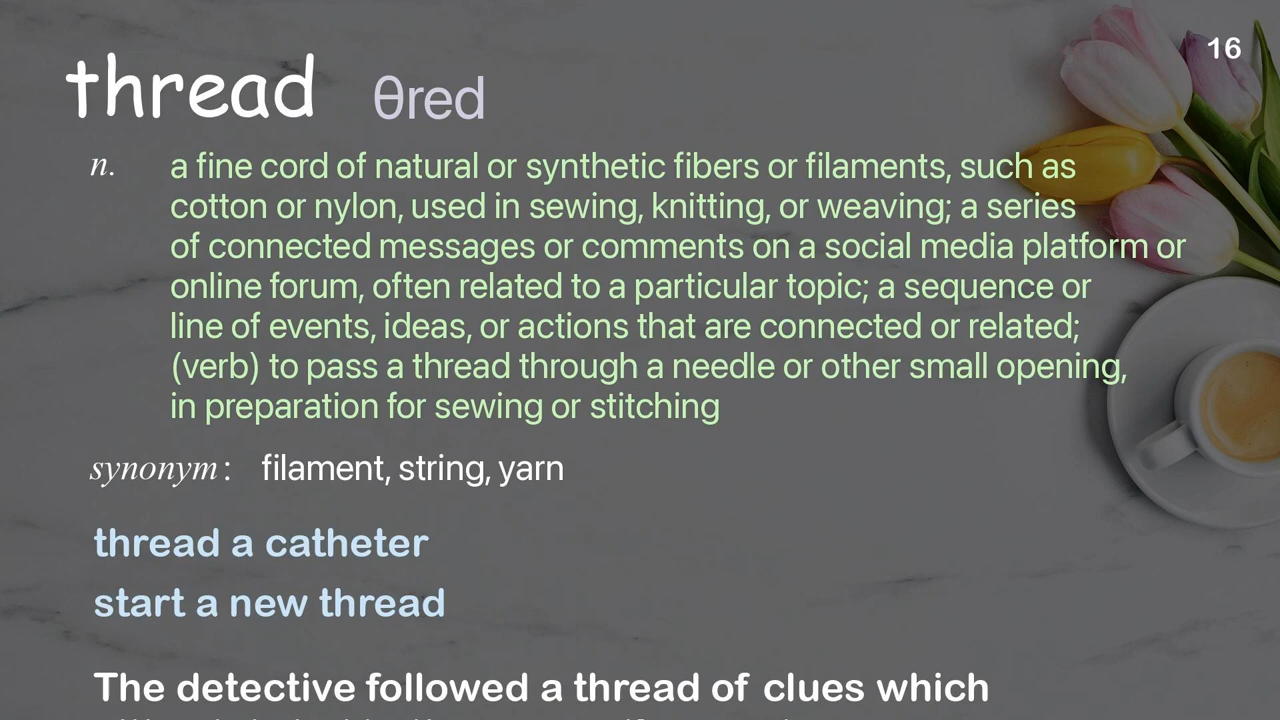 16
thread θred
n. a fine cord of natural or synthetic fibers or filaments, such as
cotton or nylon, used in sewing, knitting, or weaving; a series
of connected messages or comments on a social media platform or
online forum, often related to a particular topic; a sequence or
line of events, ideas, or actions that are connected or related;
(verb) to pass a thread through a needle or other small opening,
in preparation for sewing or stitching
synonym: filament, string, yarn
thread a catheter
start a new thread
The detective followed a thread of clues which